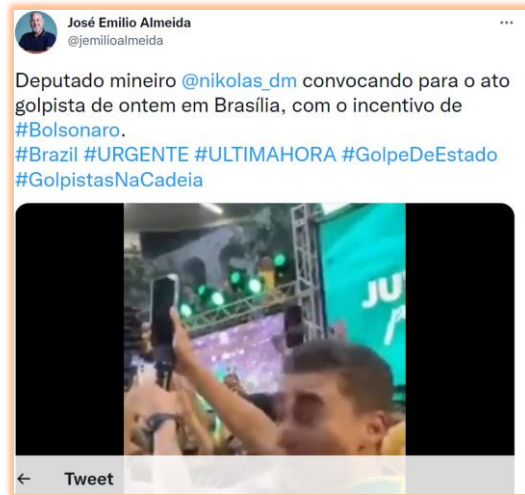 José Emilio Almeida
@jemilioalmeida
Deputado mineiro @nikolas_dm convocando para o ato
golpista de ontem em Brasília, com o incentivo de
#Bolsonaro.
#Brazil #URGENTE #ULTIMAHORA #GolpeDeEstado
#GolpistasNaCadeia
JU
← Tweet